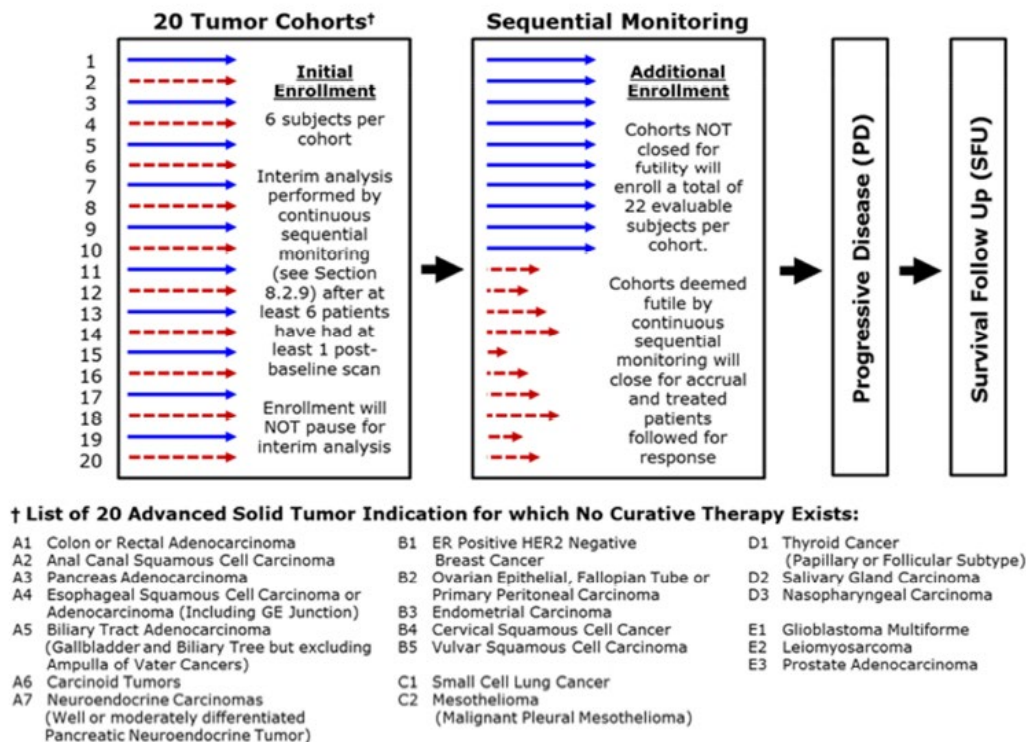 20 Tumor Cohorts†
1
2
3
4
5
6
7
8
9
10
11
12
13
14
15
16
17
18
19
20
Initial
Enrollment
6 subjects per
cohort
Interim analysis
performed by
continuous
sequential
monitoring
(see Section
8.2.9) after at
least 6 patients
have had at
least 1 post-
baseline scan
Enrollment will
NOT pause for
interim analysis
Sequential Monitoring
Additional
Enrollment
Cohorts NOT
closed for
futility will
enroll a total of
22 evaluable
subjects per
cohort.
Cohorts deemed
futile by
continuous
sequential
monitoring will
close for accrual
and treated
patients
followed for
response
Progressive Disease (PD)
Survival Follow Up (SFU)
† List of 20 Advanced Solid Tumor Indication for which No Curative Therapy Exists:
A1 Colon or Rectal Adenocarcinoma
A2 Anal Canal Squamous Cell Carcinoma
A3 Pancreas Adenocarcinoma
A4 Esophageal Squamous Cell Carcinoma or
Adenocarcinoma (Including GE Junction)
A5 Biliary Tract Adenocarcinoma
(Gallbladder and Biliary Tree but excluding
Ampulla of Vater Cancers)
A6 Carcinoid Tumors
A7 Neuroendocrine Carcinomas
(Well or moderately differentiated
Pancreatic Neuroendocrine Tumor)
B1 ER Positive HER2 Negative
Breast Cancer
B2 Ovarian Epithelial, Fallopian Tube or
Primary Peritoneal Carcinoma
B3 Endometrial Carcinoma
B4 Cervical Squamous Cell Cancer
B5 Vulvar Squamous Cell Carcinoma
C1 Small Cell Lung Cancer
C2 Mesothelioma
(Malignant Pleural Mesothelioma)
D1 Thyroid Cancer
(Papillary or Follicular Subtype)
D2 Salivary Gland Carcinoma
D3 Nasopharyngeal Carcinoma
E1 Glioblastoma Multiforme
E2 Leiomyosarcoma
E3 Prostate Adenocarcinoma